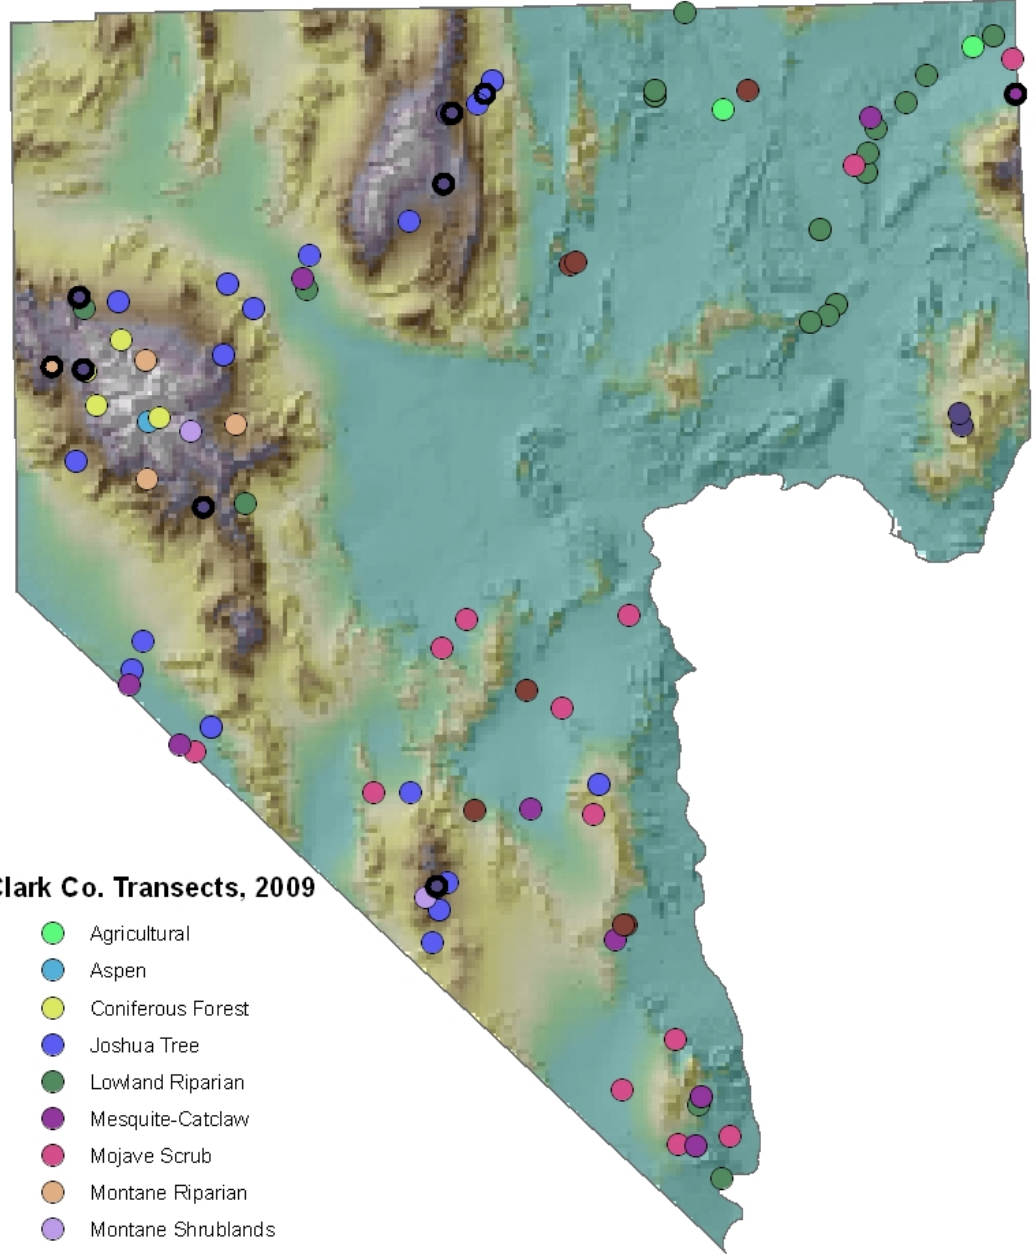 Clark Co. Transects, 2009
Agricultural
Aspen
Coniferous Forest
Joshua Tree
Lowland Riparian
Mesquite-Catclaw
Mojave Scrub
Montane Riparian
Montane Shrublands